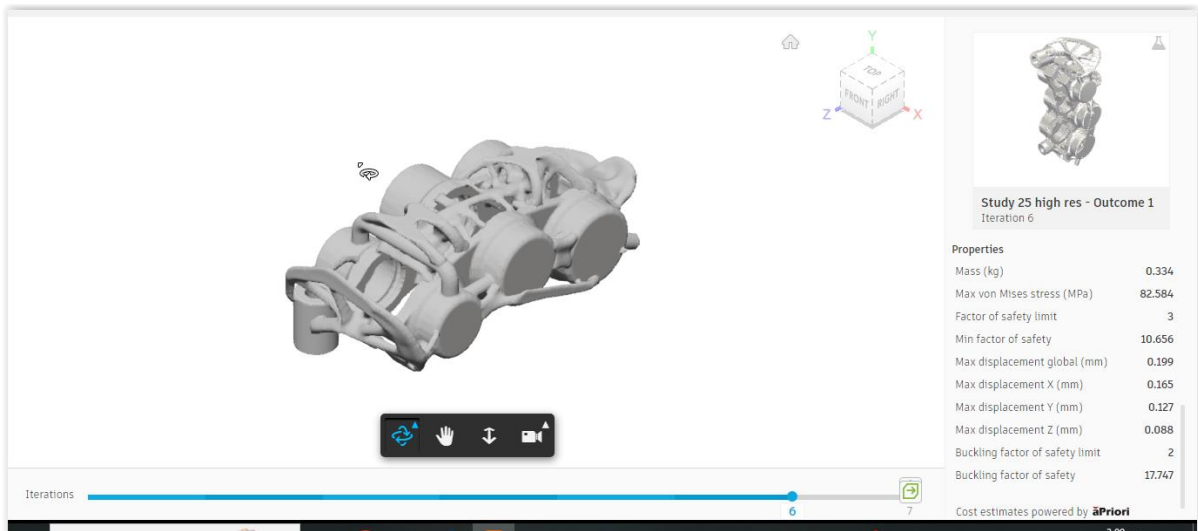 Y
TOP
FRONT
RIGHT
Z
X
Study 25 high res - Outcome 1
Iteration 6
Properties
Mass (kg) 0.334
Max von Mises stress (MPa) 82.584
Factor of safety limit 3
Min factor of safety 10.656
Max displacement global (mm) 0.199
Max displacement X (mm) 0.165
Max displacement Y (mm) 0.127
Max displacement Z (mm) 0.088
Buckling factor of safety limit 2
Buckling factor of safety 17.747
Iterations
6
7
Cost estimates powered by aPriori